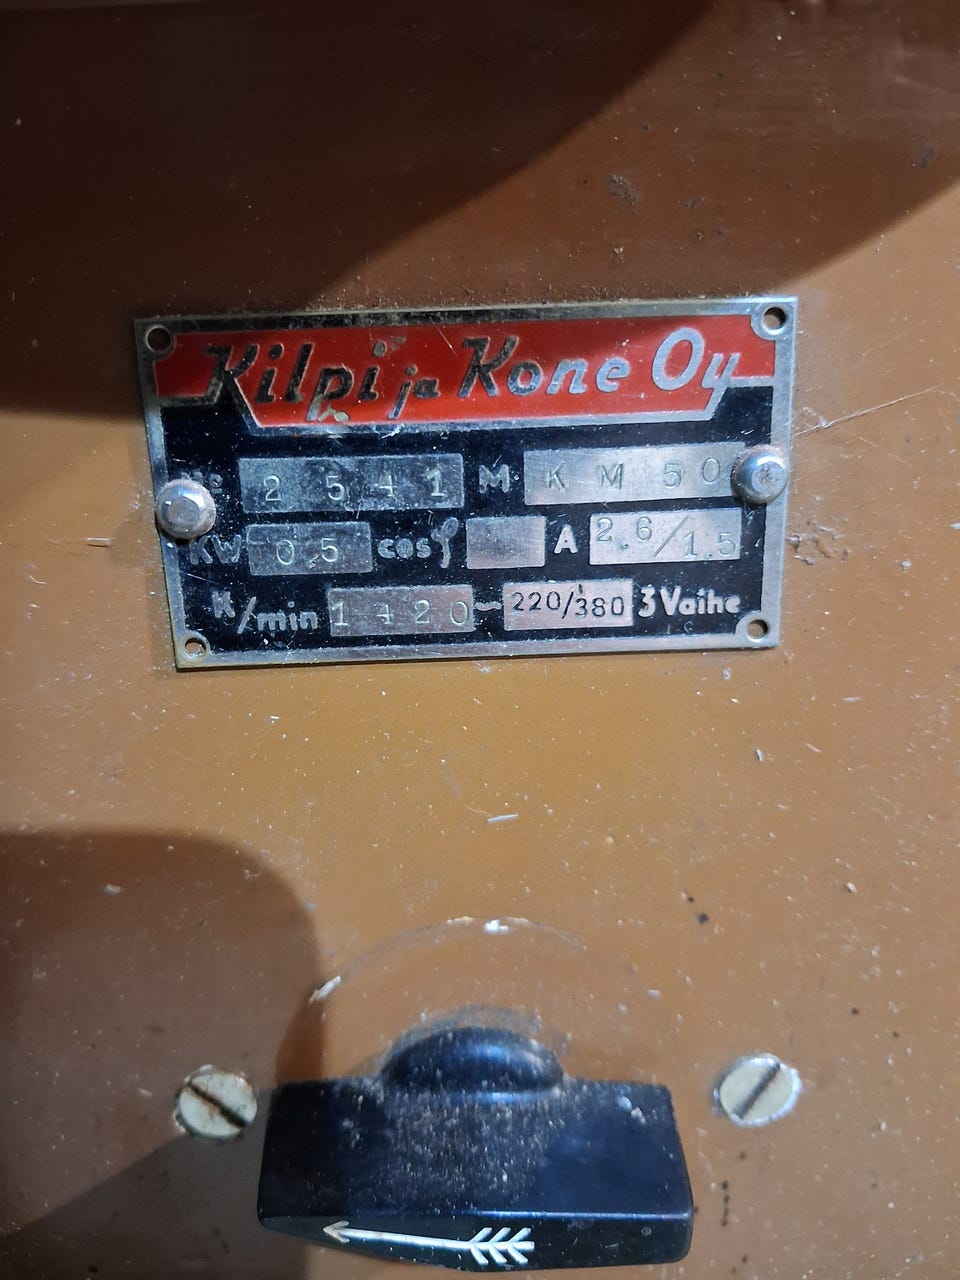 Kilpi ja Kone Oy
No 2541 M. KM 50
KW 0.5 cosφ A 2.6/1.5
K/min 1420 ~ 220/380 3 Vaihe